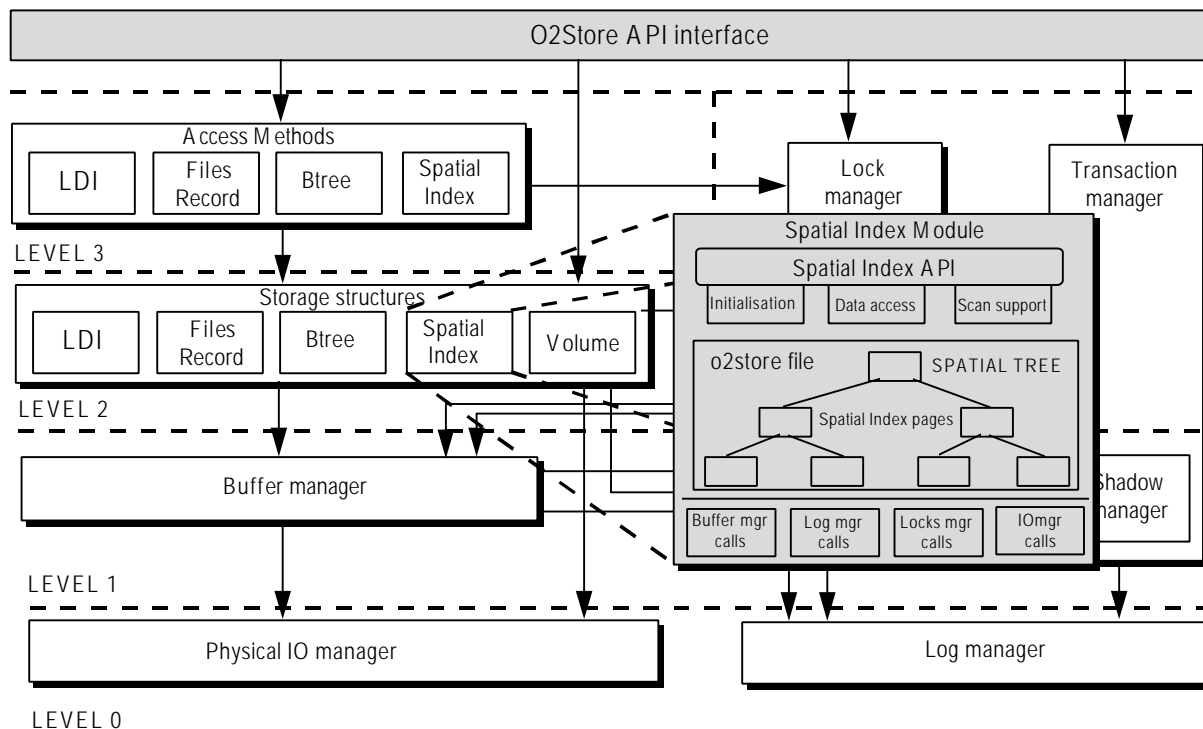 O2Store API interface
Access Methods
LDI
Files
Record
Btree
Spatial
Index
Lock
manager
Transaction
manager
LEVEL 3
Spatial Index Module
Spatial Index API
Initialisation
Data access
Scan support
Storage structures
LDI
Files
Record
Btree
Spatial
Index
Volume
o2store file
SPATIAL TREE
Spatial Index pages
LEVEL 2
Buffer manager
Shadow
manager
Buffer mgr
calls
Log mgr
calls
Locks mgr
calls
IOmgr
calls
LEVEL 1
Physical IO manager
Log manager
LEVEL 0